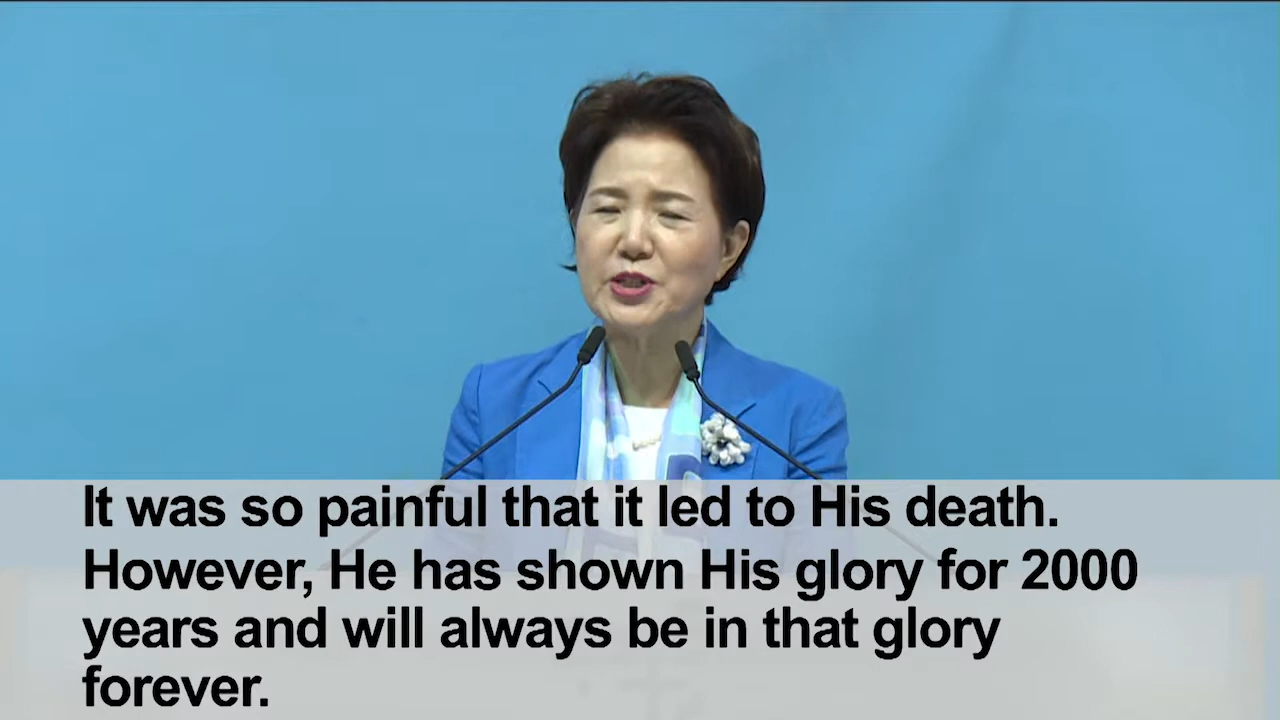 It was so painful that it led to His death.
However, He has shown His glory for 2000
years and will always be in that glory
forever.